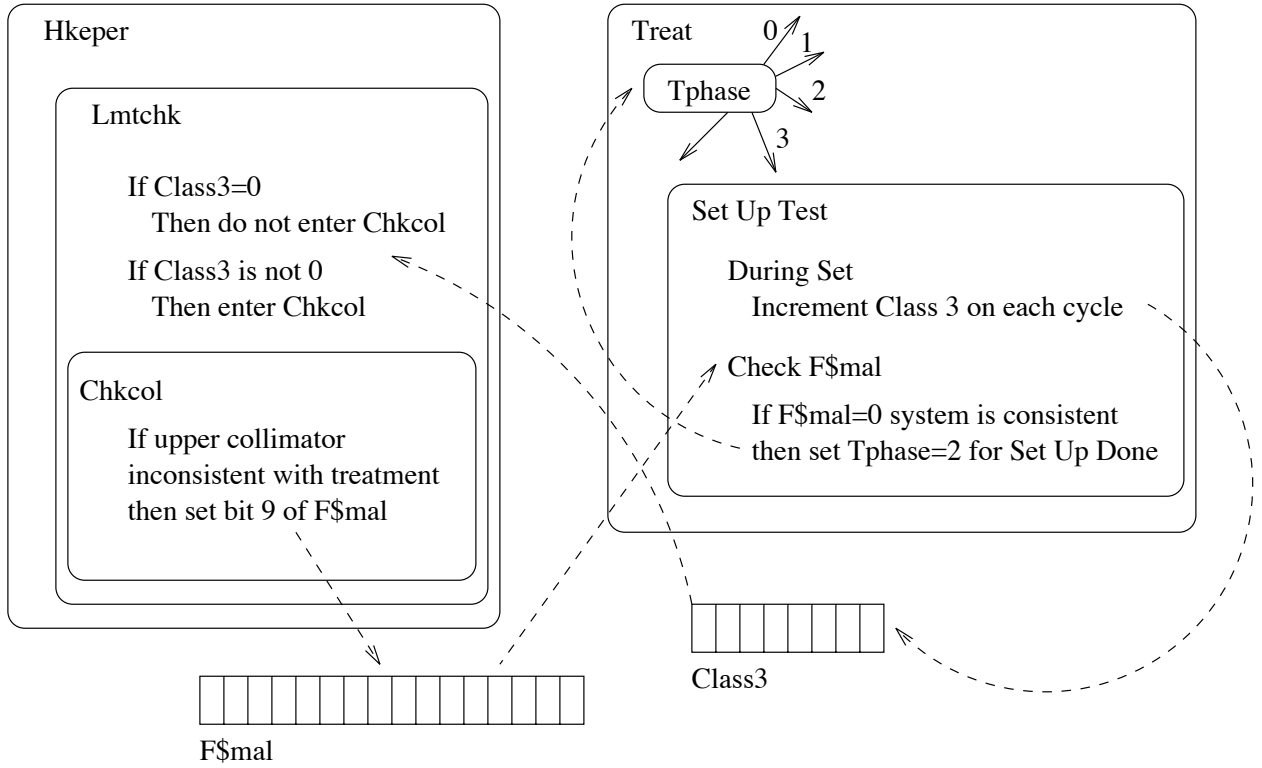 Hkeper
Lmtchk
If Class3=0
Then do not enter Chkcol
If Class3 is not 0
Then enter Chkcol
Chkcol
If upper collimator
inconsistent with treatment
then set bit 9 of F$mal
F$mal
Treat
Tphase
0
1
2
3
Set Up Test
During Set
Increment Class 3 on each cycle
Check F$mal
If F$mal=0 system is consistent
then set Tphase=2 for Set Up Done
Class3